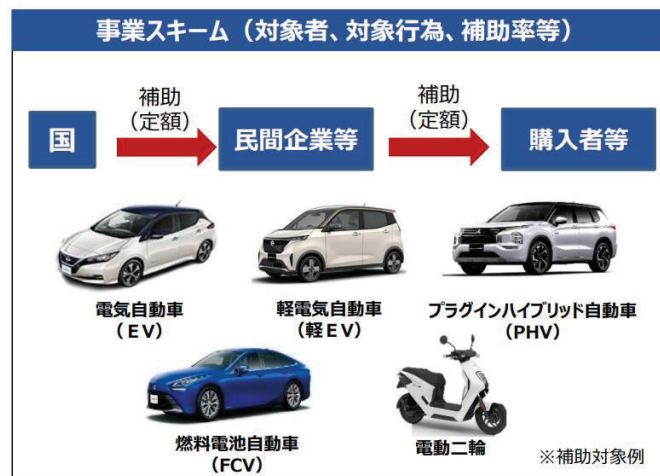 事業スキーム（対象者、対象行為、補助率等）
補助
（定額）
補助
（定額）
国
民間企業等
購入者等
電気自動車
（ＥＶ）
軽電気自動車
（軽ＥＶ）
プラグインハイブリッド自動車
（PHV）
燃料電池自動車
（FCV）
電動二輪
※補助対象例